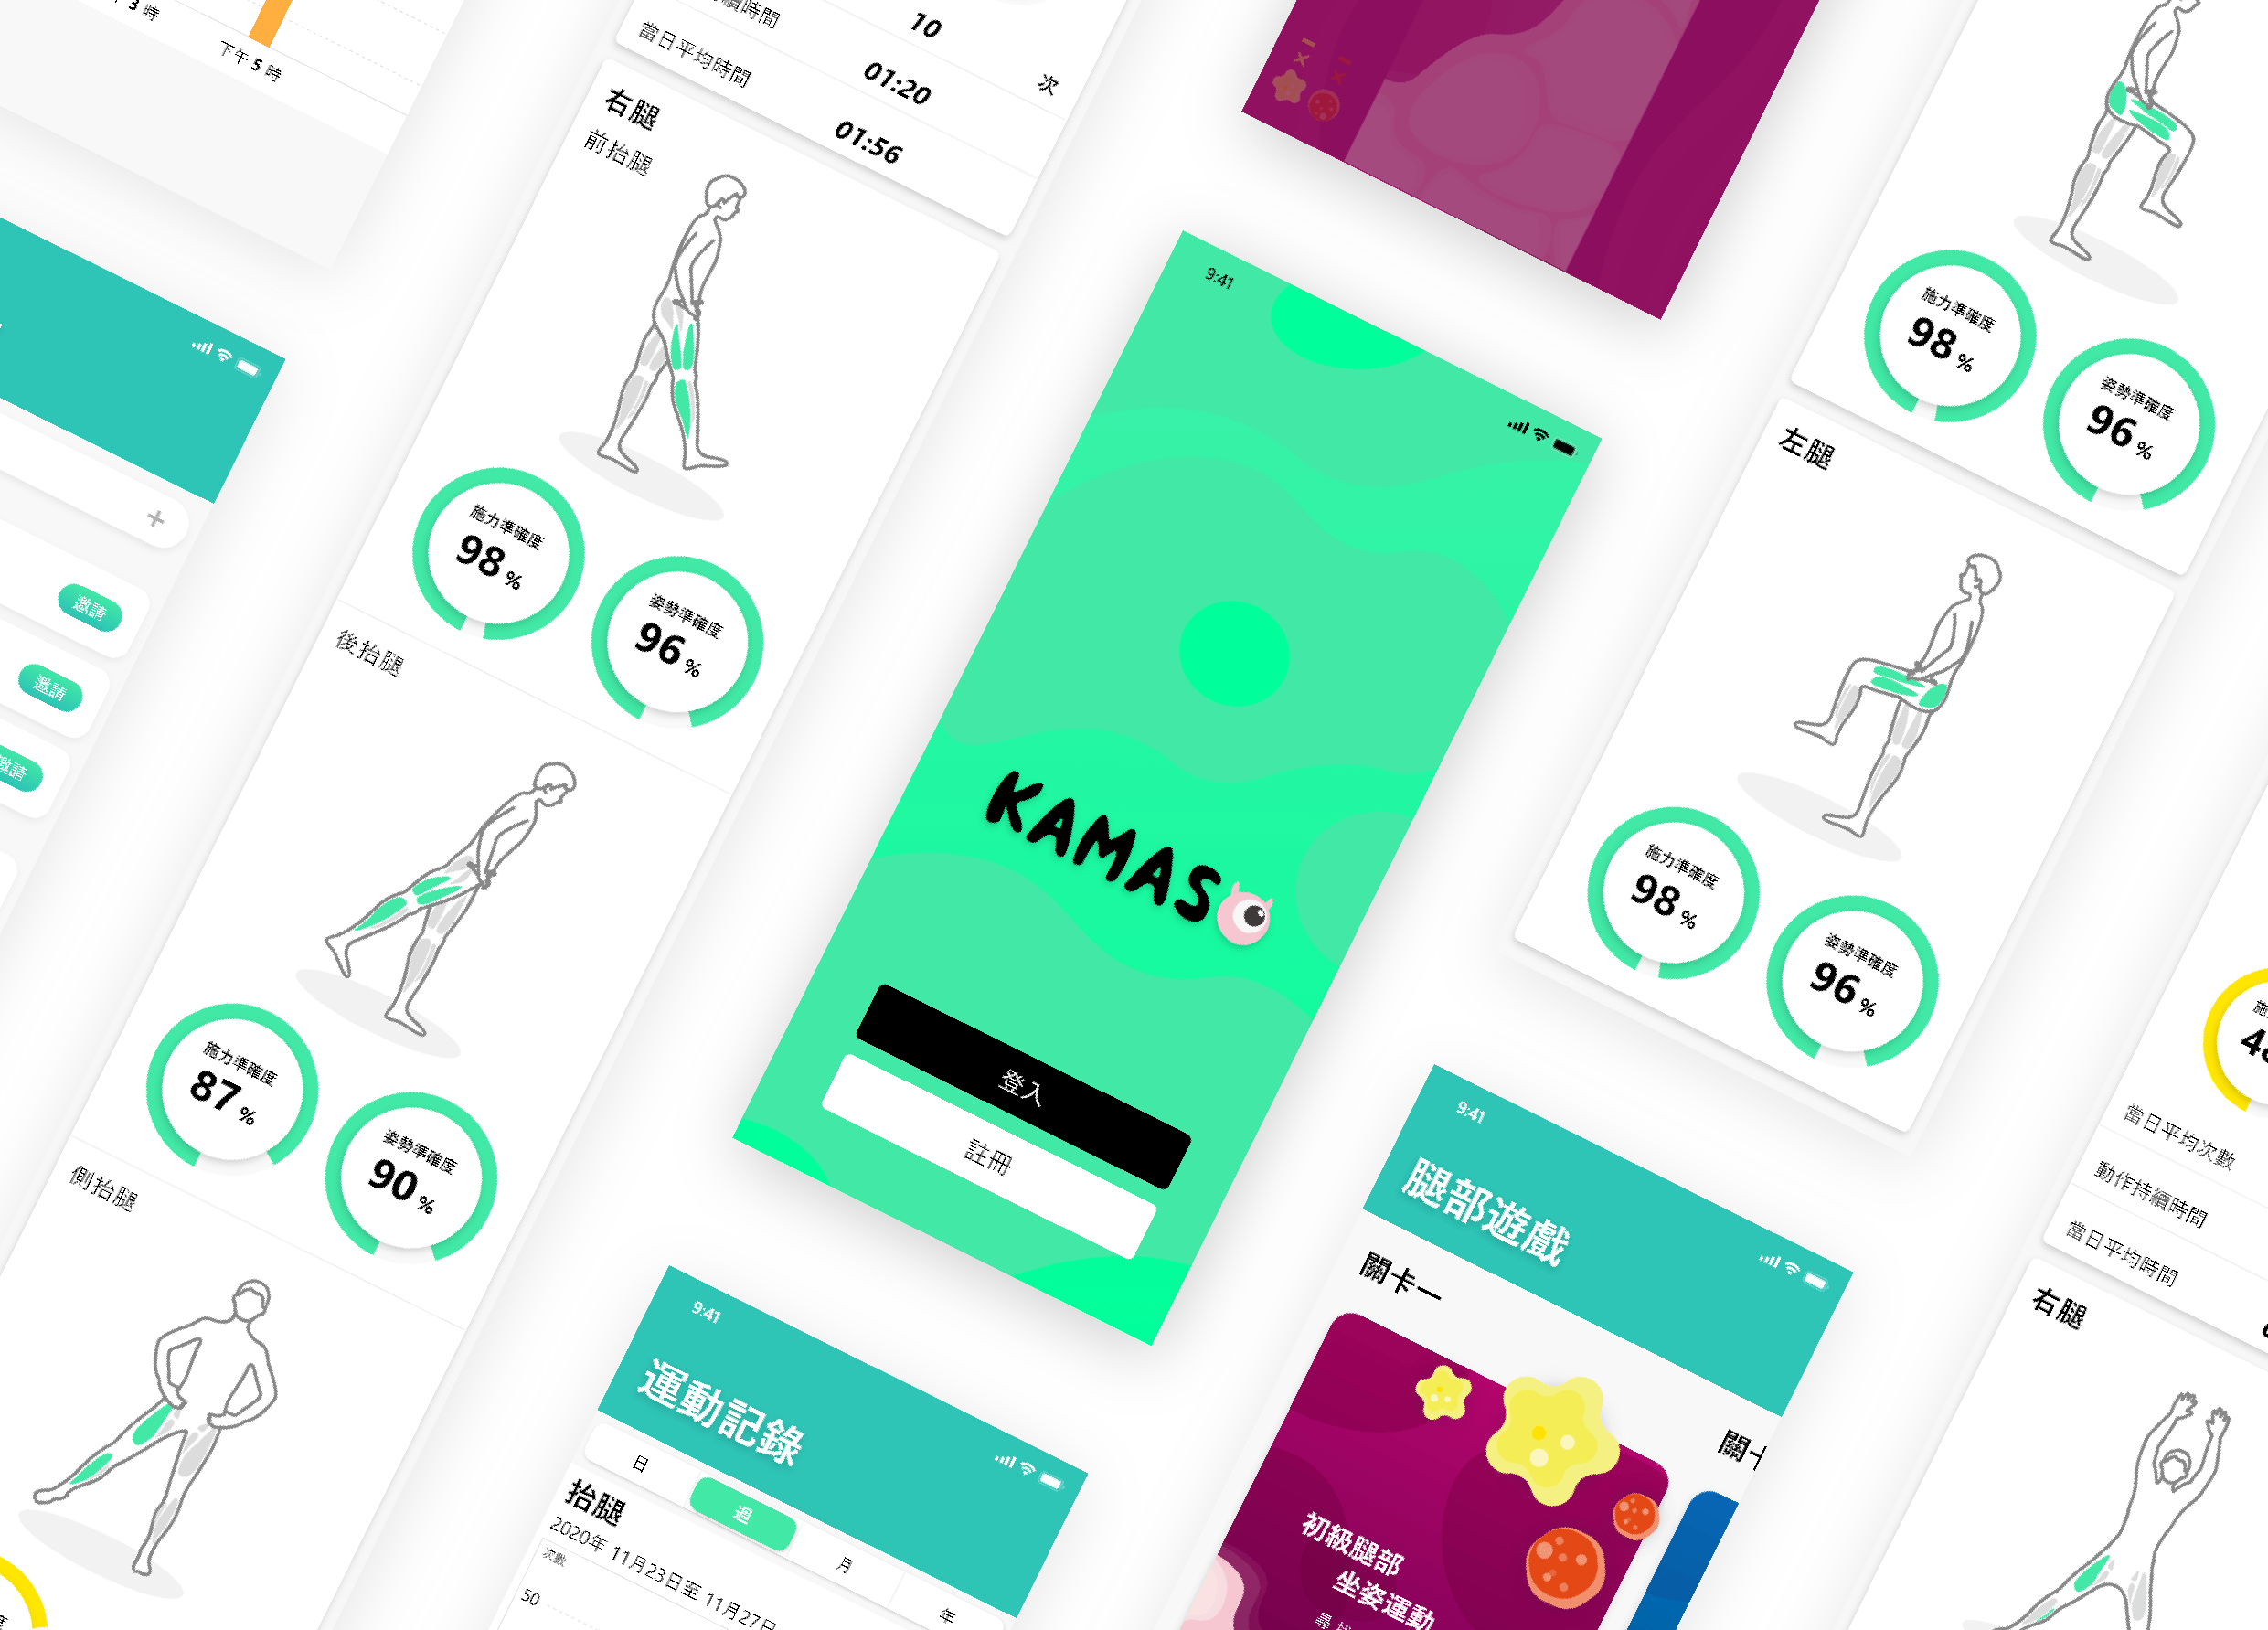 下午 3 時
下午 5 時
邀請
邀請
邀請
10
次
01:20
當日平均時間
01:56
右腿
前抬腿
施力準確度
98 %
姿勢準確度
96 %
後抬腿
施力準確度
87 %
姿勢準確度
90 %
側抬腿
x 1
x 1
9:41
KAMASO
登入
註冊
9:41
運動記錄
日
週
月
年
抬腿
2020年 11月23日至 11月27日
次數
50
施力準確度
98 %
姿勢準確度
96 %
左腿
施力準確度
98 %
姿勢準確度
96 %
9:41
腿部遊戲
關卡一
初級腿部
坐姿運動
當日平均次數
動作持續時間
當日平均時間
右腿